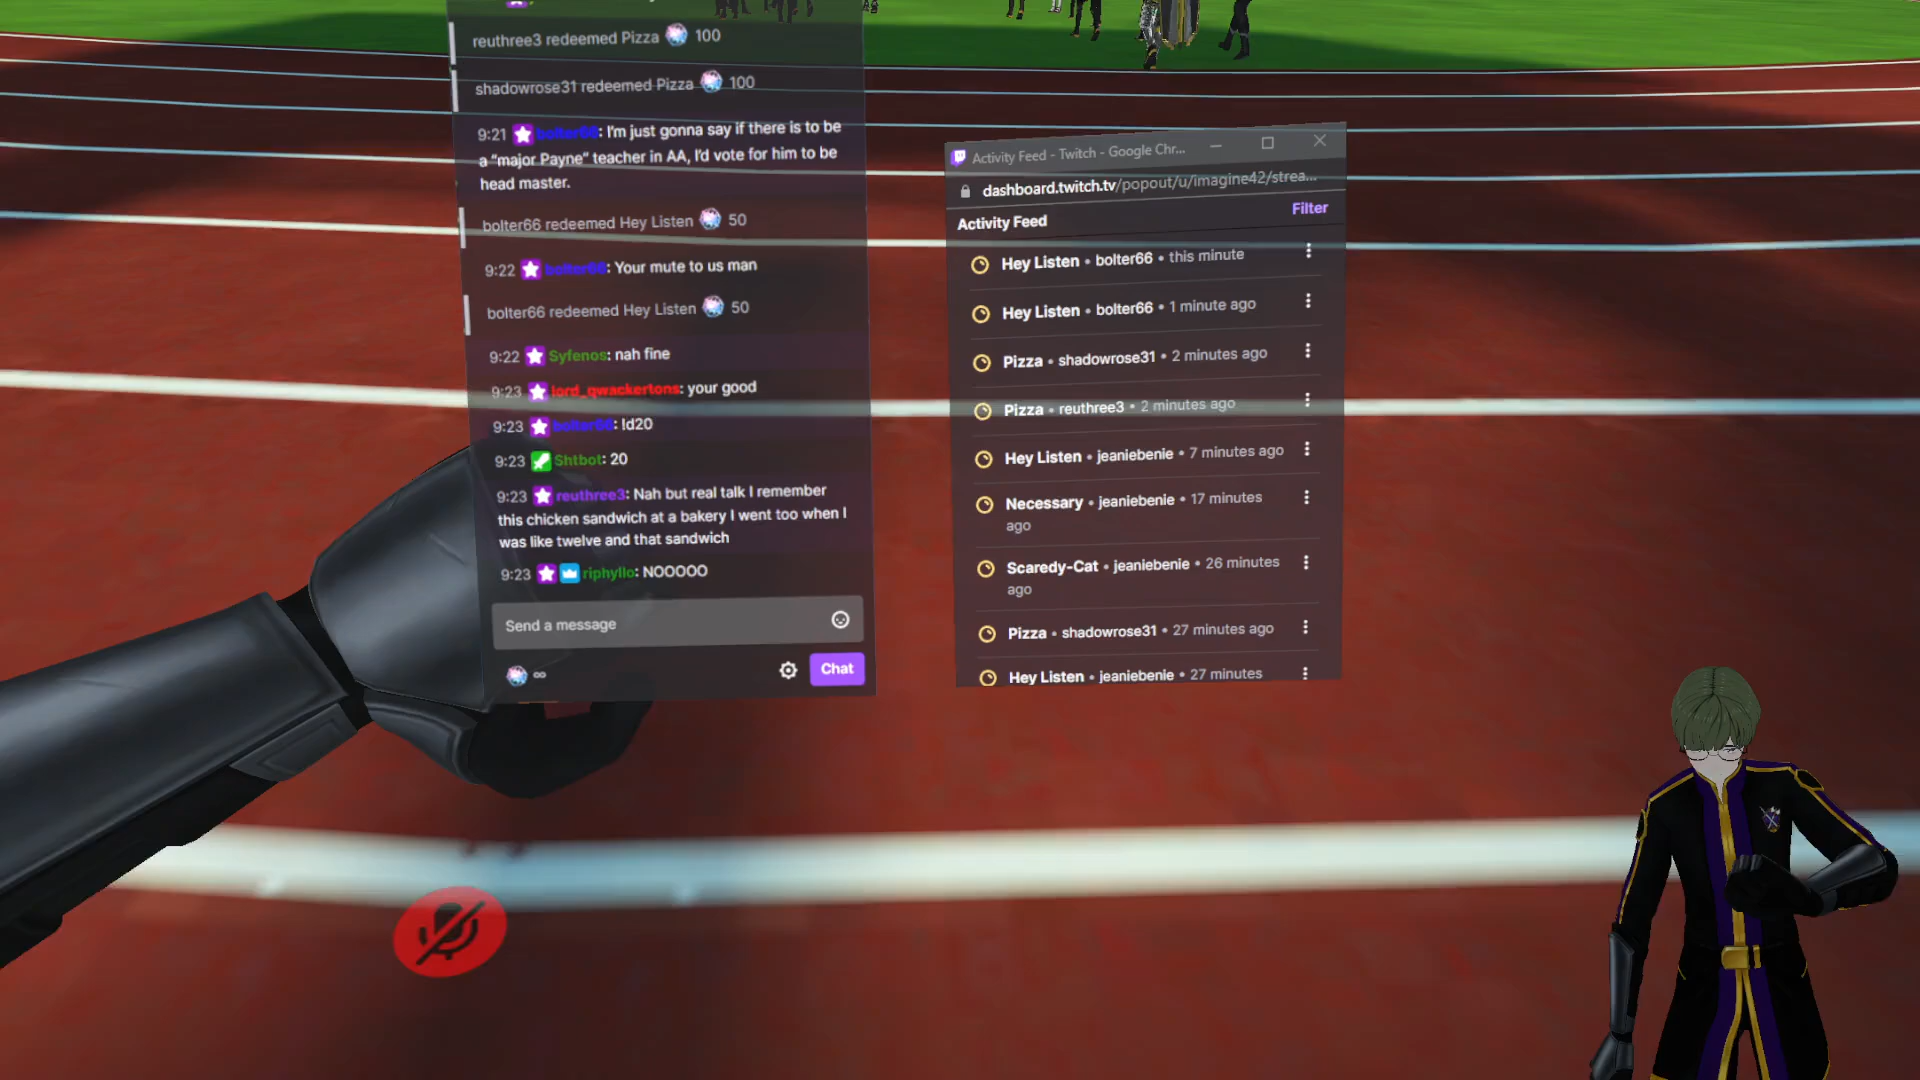 reuthree3 redeemed Pizza 100
shadowrose31 redeemed Pizza 100
9:21 bolter66: I'm just gonna say if there is to be
a "major Payne" teacher in AA, I'd vote for him to be
head master.
bolter66 redeemed Hey Listen 50
9:22 bolter66: Your mute to us man
bolter66 redeemed Hey Listen 50
9:22 Syfenos: nah fine
9:23 lord_qwackertons: your good
9:23 bolter66: !d20
9:23 Shtbot: 20
9:23 reuthree3: Nah but real talk I remember
this chicken sandwich at a bakery I went too when I
was like twelve and that sandwich
9:23 riphyllo: NOOOOO
Send a message
∞
Chat
Activity Feed - Twitch - Google Chr...
dashboard.twitch.tv/popout/u/imagine42/strea...
Activity Feed
Filter
Hey Listen • bolter66 • this minute
Hey Listen • bolter66 • 1 minute ago
Pizza • shadowrose31 • 2 minutes ago
Pizza • reuthree3 • 2 minutes ago
Hey Listen • jeaniebenie • 7 minutes ago
Necessary • jeaniebenie • 17 minutes
ago
Scaredy-Cat • jeaniebenie • 26 minutes
ago
Pizza • shadowrose31 • 27 minutes ago
Hey Listen • jeaniebenie • 27 minutes